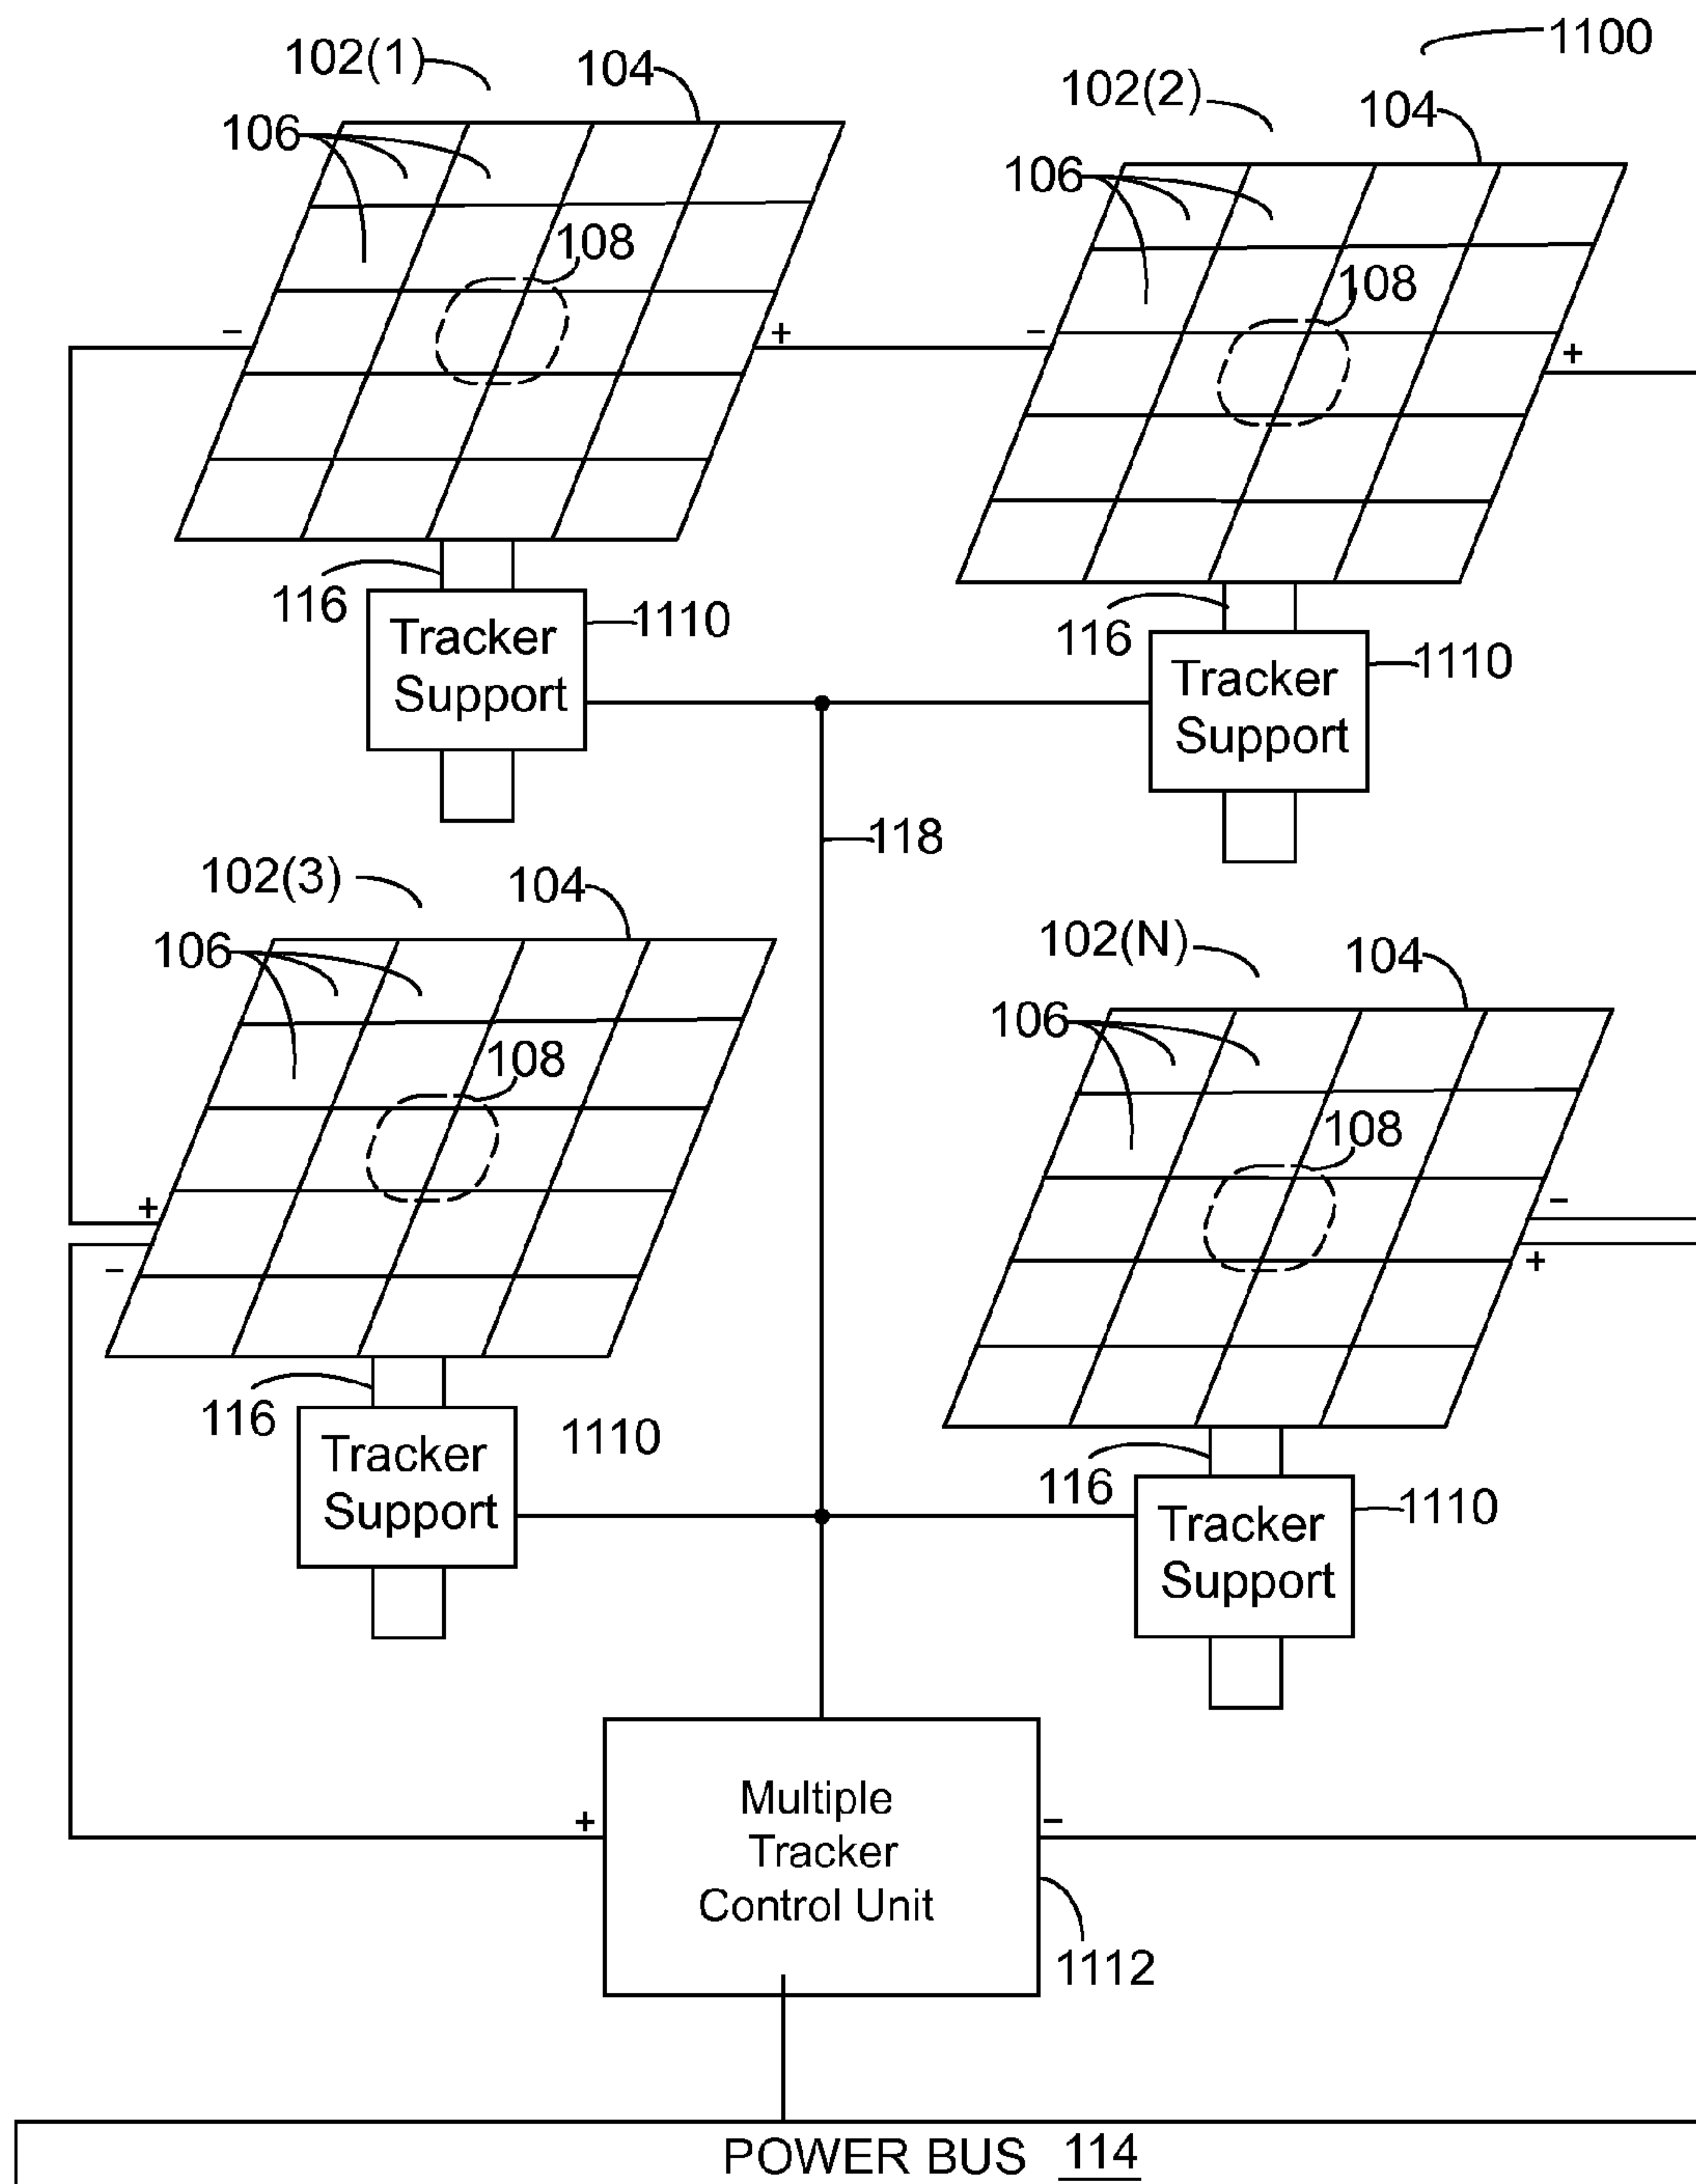 1100
102(1)
104
106
108
− +
116
Tracker
Support
1110
102(2)
104
106
108
− +
116
Tracker
Support
1110
118
102(3)
104
106
108
+
−
116
Tracker
Support
1110
102(N)
104
106
108
−
+
116
Tracker
Support
1110
+ −
Multiple
Tracker
Control Unit
1112
POWER BUS 114